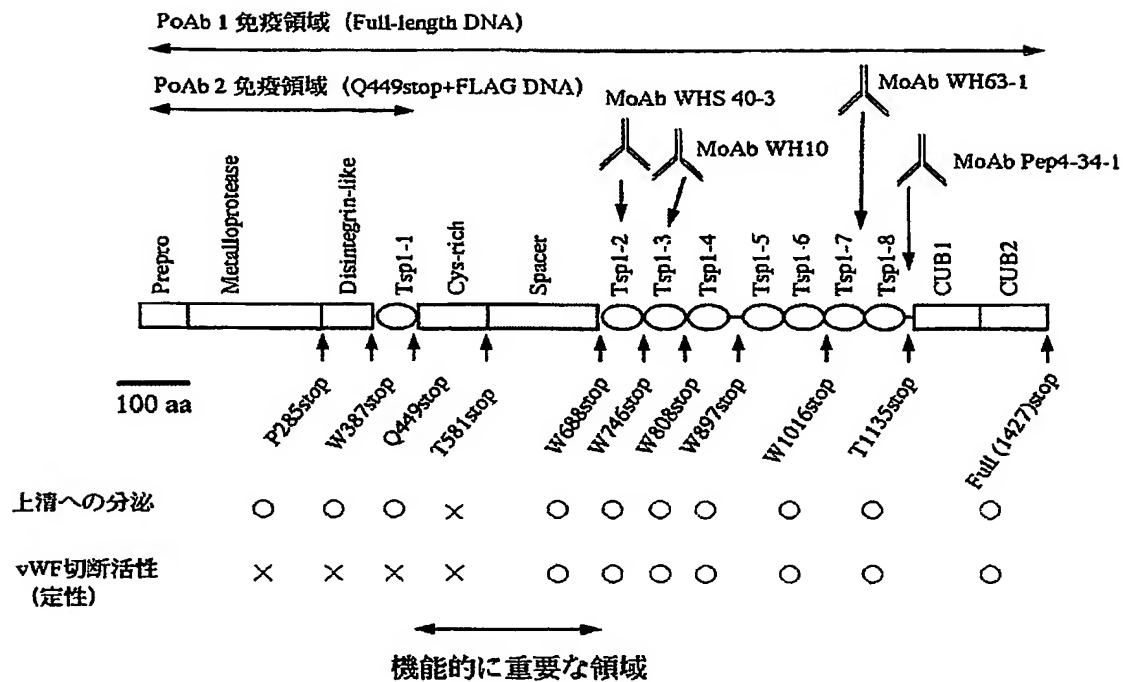 PoAb 1 免疫領域（Full-length DNA）
PoAb 2 免疫領域（Q449stop+FLAG DNA）
MoAb WHS 40-3
MoAb WH10
MoAb WH63-1
MoAb Pep4-34-1
Prepro
Metalloprotease
Disintegrin-like
Tsp1-1
Cys-rich
Spacer
Tsp1-2
Tsp1-3
Tsp1-4
Tsp1-5
Tsp1-6
Tsp1-7
Tsp1-8
CUB1
CUB2
100 aa
P285stop
W387stop
Q449stop
T581stop
W688stop
W746stop
W808stop
W897stop
W1016stop
T1135stop
Full (1427)stop
上清への分泌 ○ ○ ○ × ○ ○ ○ ○ ○ ○ ○
vWF切断活性 × × × × ○ ○ ○ ○ ○ ○ ○
（定性）
機能的に重要な領域